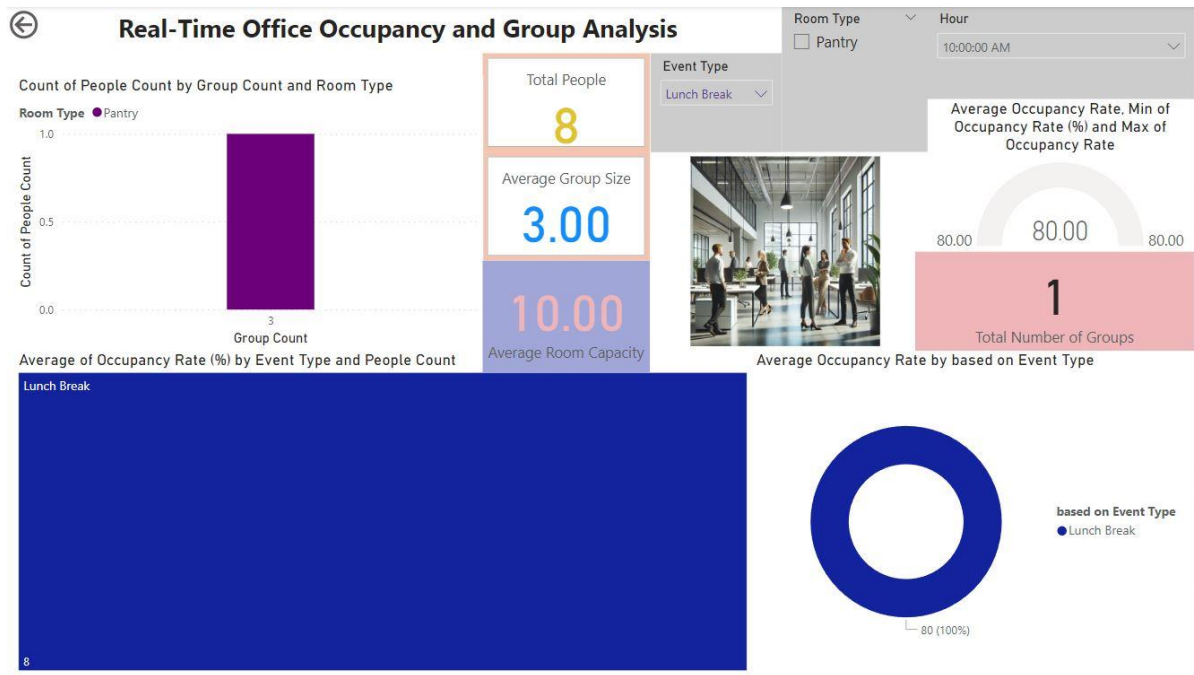 Real-Time Office Occupancy and Group Analysis
Room Type
Pantry
Hour
10:00:00 AM
Event Type
Lunch Break
Count of People Count by Group Count and Room Type
Room Type Pantry
1.0
0.5
0.0
Count of People Count
3
Group Count
Total People
8
Average Group Size
3.00
10.00
Average Room Capacity
Average Occupancy Rate, Min of
Occupancy Rate (%) and Max of
Occupancy Rate
80.00
80.00
80.00
1
Total Number of Groups
Average of Occupancy Rate (%) by Event Type and People Count
Lunch Break
8
Average Occupancy Rate by based on Event Type
80 (100%)
based on Event Type
Lunch Break